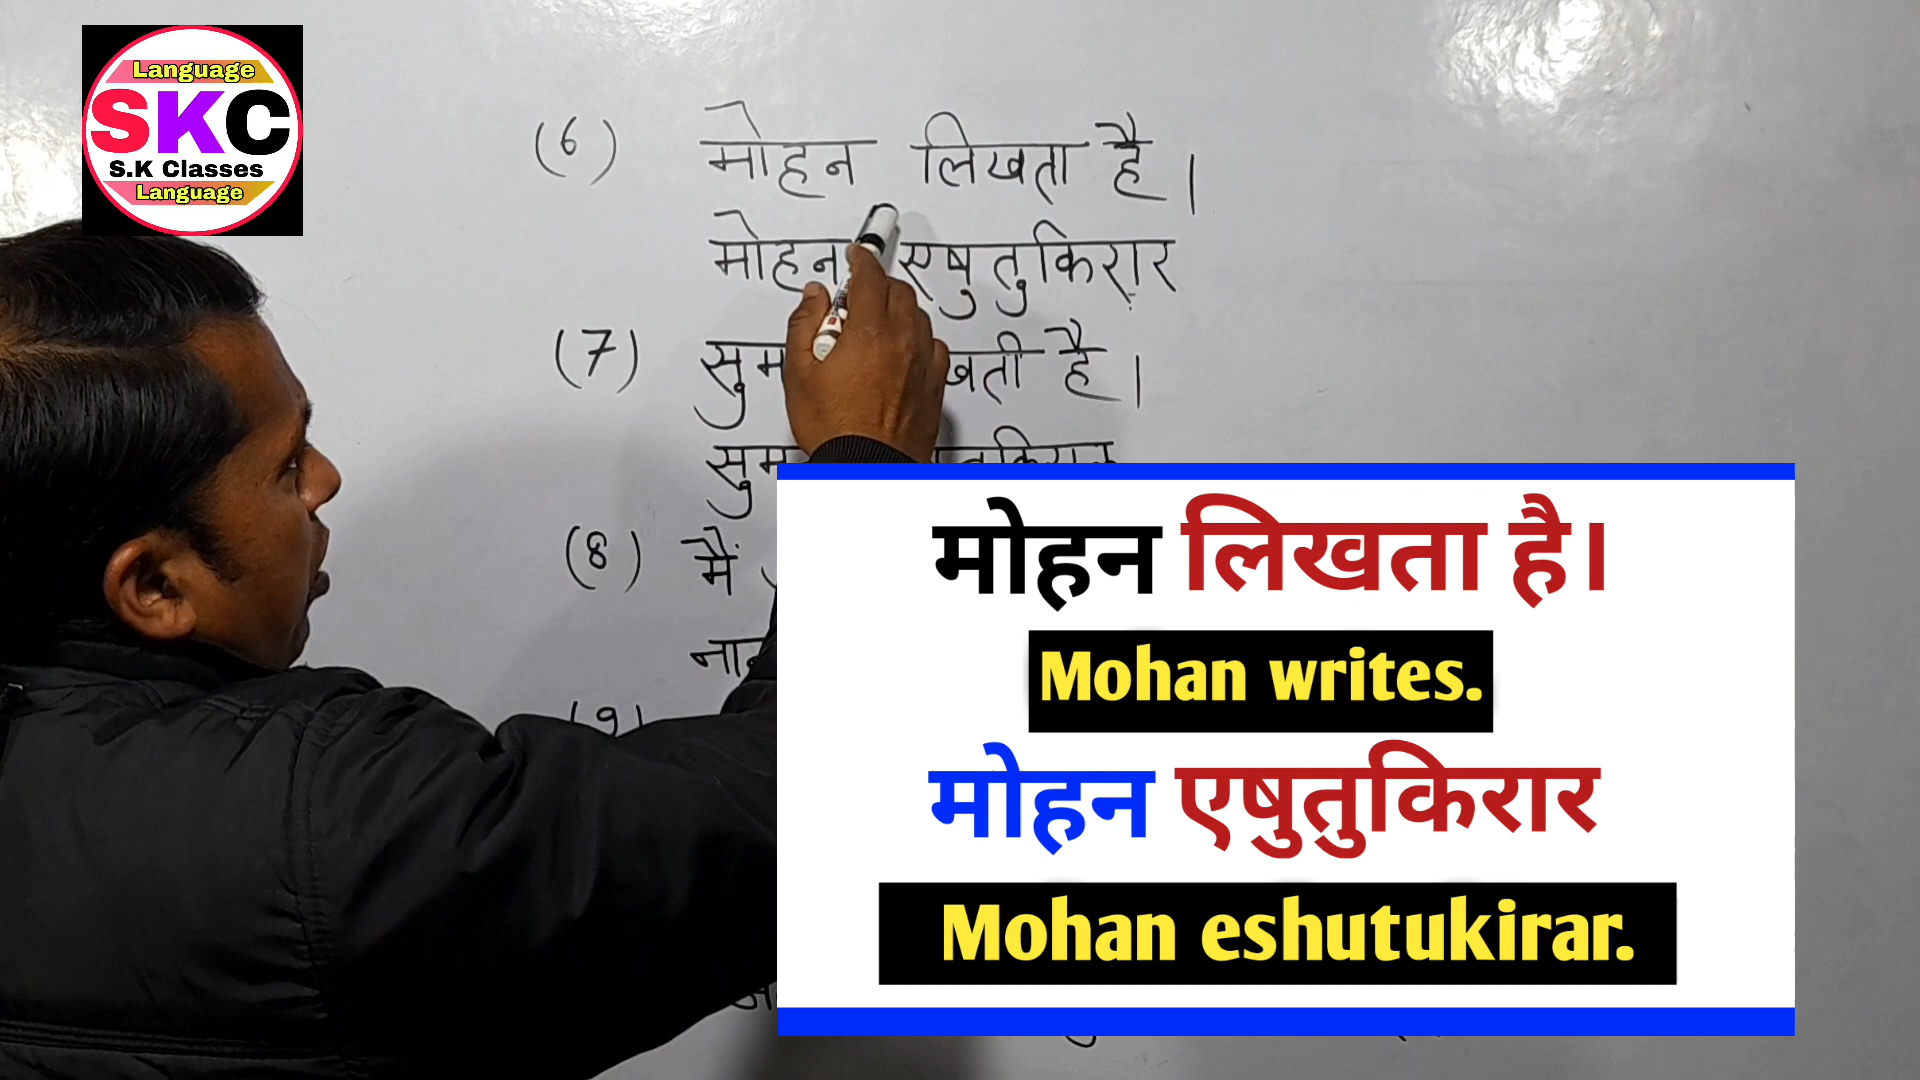 Language
SKC
S.K Classes
Language
(6) मोहन लिखता है।
मोहन एषुतुकिरा़र
(7)
है।
(8) मैं
(9)
मोहन लिखता है।
Mohan writes.
मोहन एषुतुकिरार
Mohan eshutukirar.